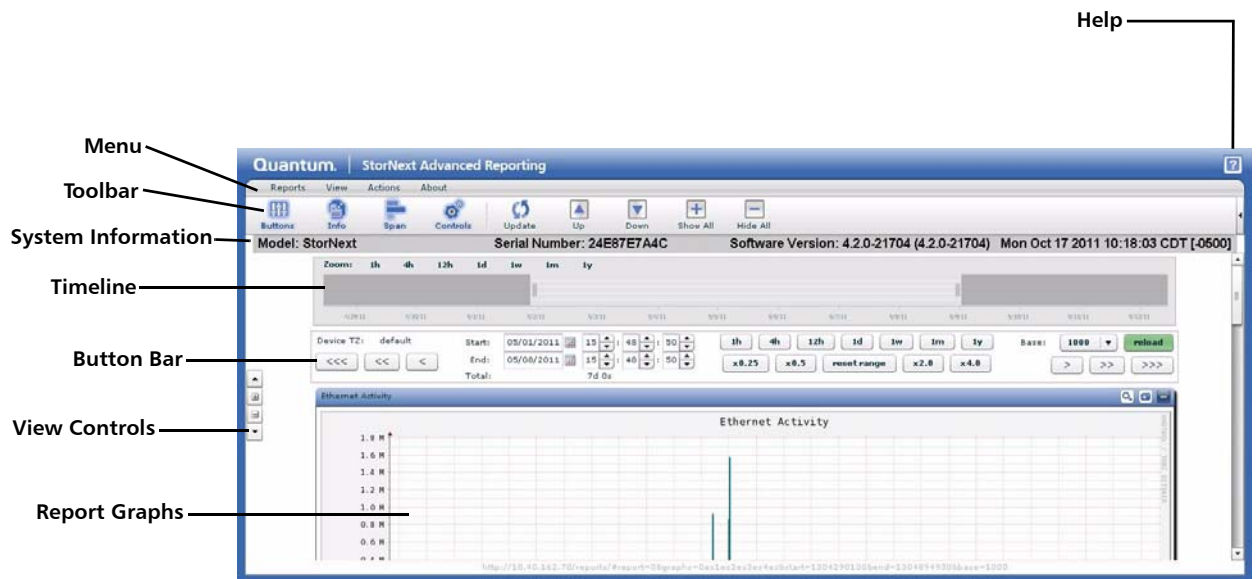 Help
Menu
Toolbar
System Information
Timeline
Button Bar
View Controls
Report Graphs
Quantum. | StorNext Advanced Reporting
?
Reports View Actions About
Buttons Info Span Controls Update Up Down Show All Hide All
Model: StorNext Serial Number: 24E87E7A4C Software Version: 4.2.0-21704 (4.2.0-21704) Mon Oct 17 2011 10:18:03 CDT [-0500]
Zoom: 1h 4h 12h 1d 1w 1m 1y
Device TZ: default Start: 05/01/2011 15 : 48 : 50 1h 4h 12h 1d 1w 1m 1y Base: 1000 reload
<<< << < End: 05/08/2011 15 : 48 : 50 x0.25 x0.5 reset range x2.0 x4.0 > >> >>>
Total: 7d 0s
Ethernet Activity
Ethernet Activity
1.8 M
1.6 M
1.4 M
1.2 M
1.0 M
0.8 M
0.6 M